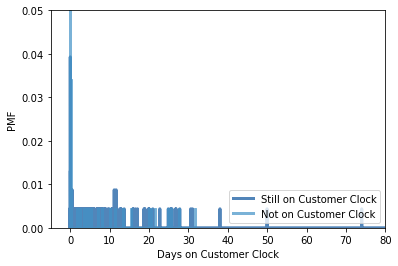 0.05
0.04
0.03
0.02
0.01
0.00
PMF
Still on Customer Clock
Not on Customer Clock
0 10 20 30 40 50 60 70 80
Days on Customer Clock